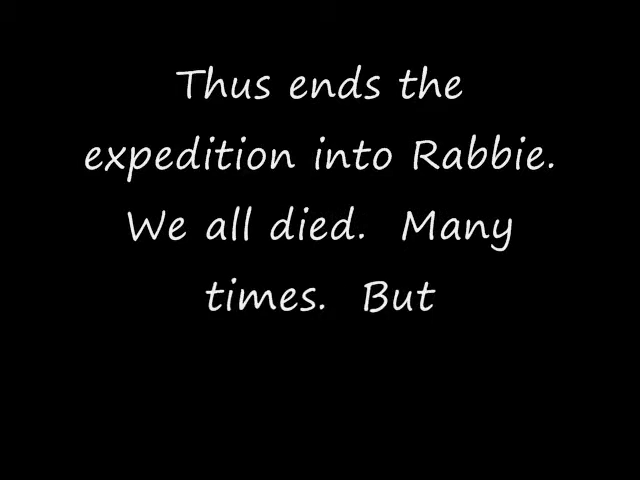 Thus ends the
expedition into Rabbie.
We all died.  Many
times.  But